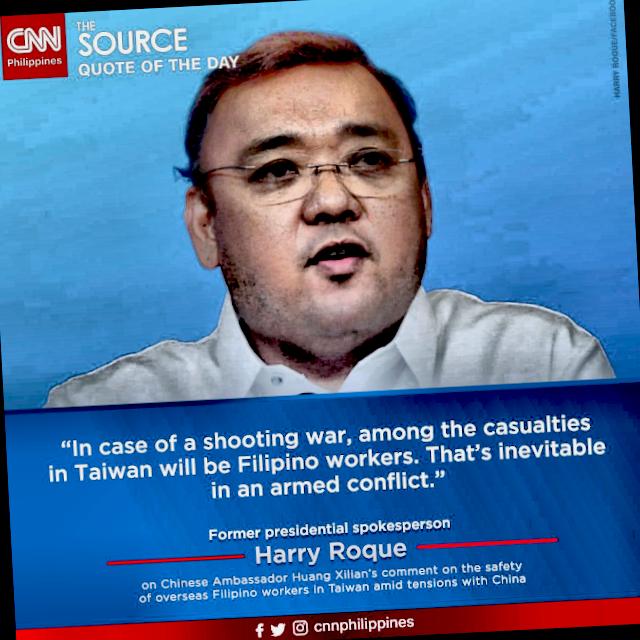 CNN
Philippines
THE
SOURCE
QUOTE OF THE DAY
HARRY ROQUE/FACEBOO
“In case of a shooting war, among the casualties
in Taiwan will be Filipino workers. That’s inevitable
in an armed conflict.”
Former presidential spokesperson
Harry Roque
on Chinese Ambassador Huang Xilian’s comment on the safety
of overseas Filipino workers in Taiwan amid tensions with China
cnnphilippines